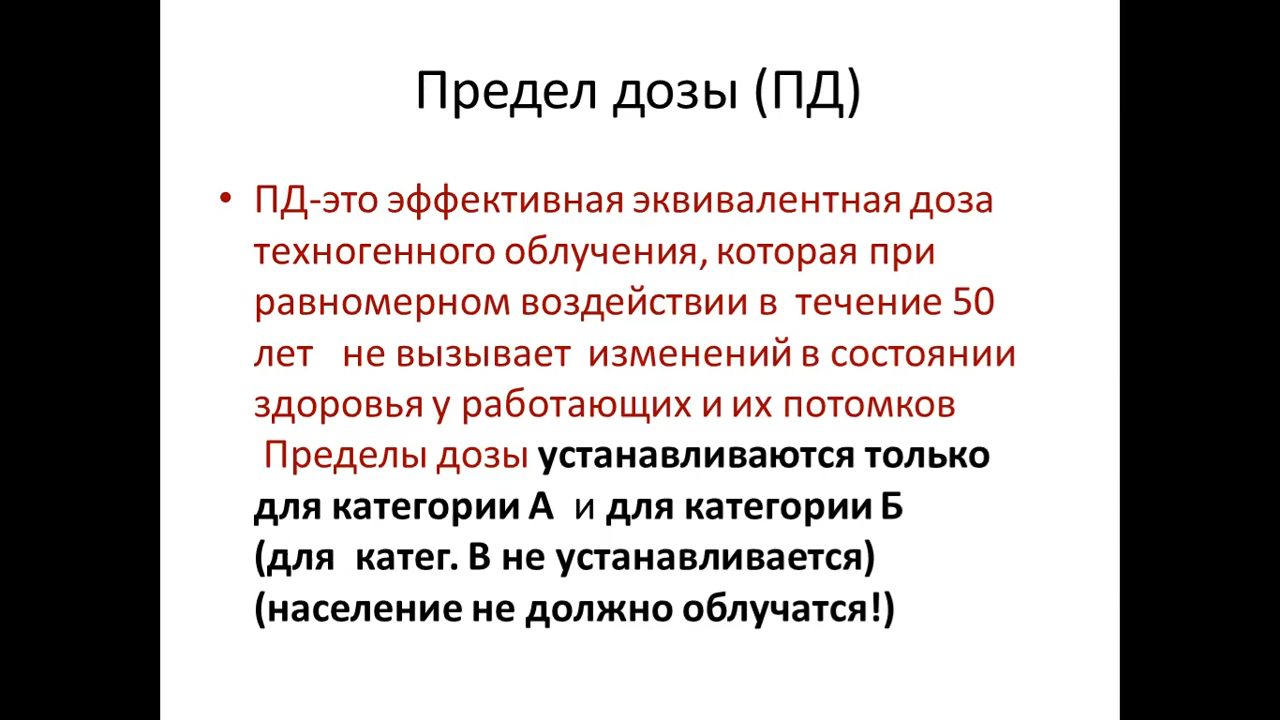 Предел дозы (ПД)
• ПД-это эффективная эквивалентная доза
техногенного облучения, которая при
равномерном воздействии в течение 50
лет не вызывает изменений в состоянии
здоровья у работающих и их потомков
Пределы дозы устанавливаются только
для категории А и для категории Б
(для катег. В не устанавливается)
(население не должно облучатся!)